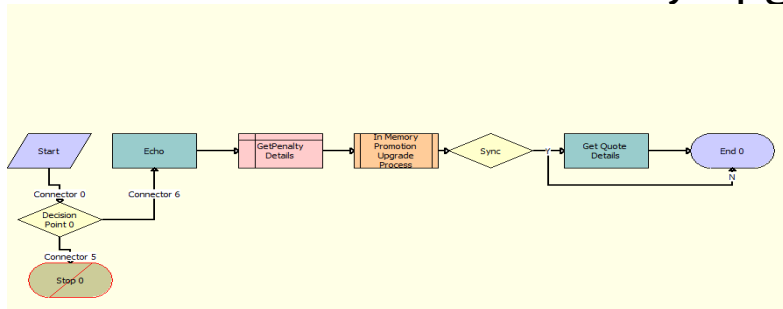 Start
Echo
GetPenalty
Details
In Memory
Promotion
Upgrade
Process
Sync
Y
Get Quote
Details
End 0
N
Connector 0
Connector 6
Decision
Point 0
Connector 5
Stop 0